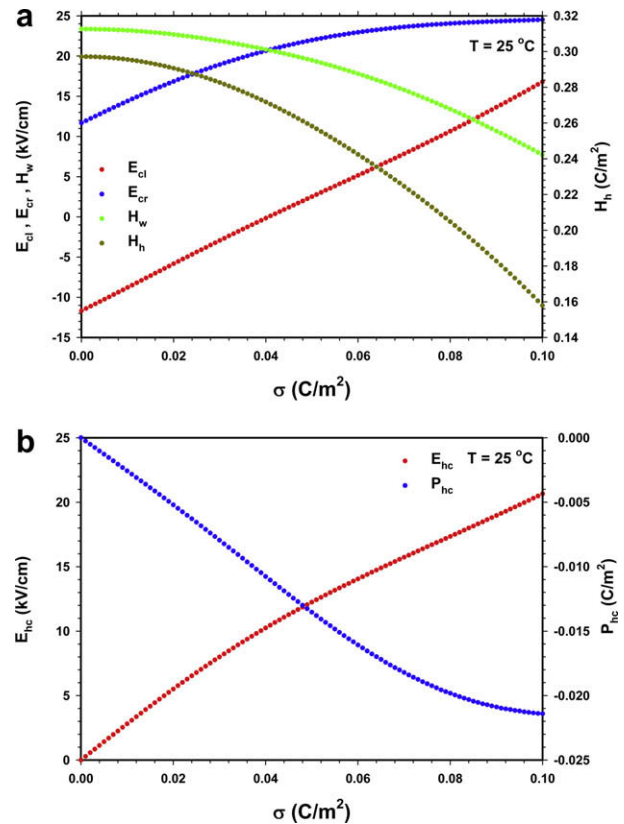 a
T = 25 °C
E_cl , E_cr , H_w (kV/cm)
25
20
15
10
5
0
-5
-10
-15
E_cl
E_cr
H_w
H_h
0.32
0.30
0.28
0.26
0.24
0.22
0.20
0.18
0.16
0.14
H_h (C/m²)
0.00 0.02 0.04 0.06 0.08 0.10
σ (C/m²)
b
E_hc T = 25 °C
P_hc
E_hc (kV/cm)
25
20
15
10
5
0
0.000
-0.005
-0.010
-0.015
-0.020
-0.025
P_hc (C/m²)
0.00 0.02 0.04 0.06 0.08 0.10
σ (C/m²)